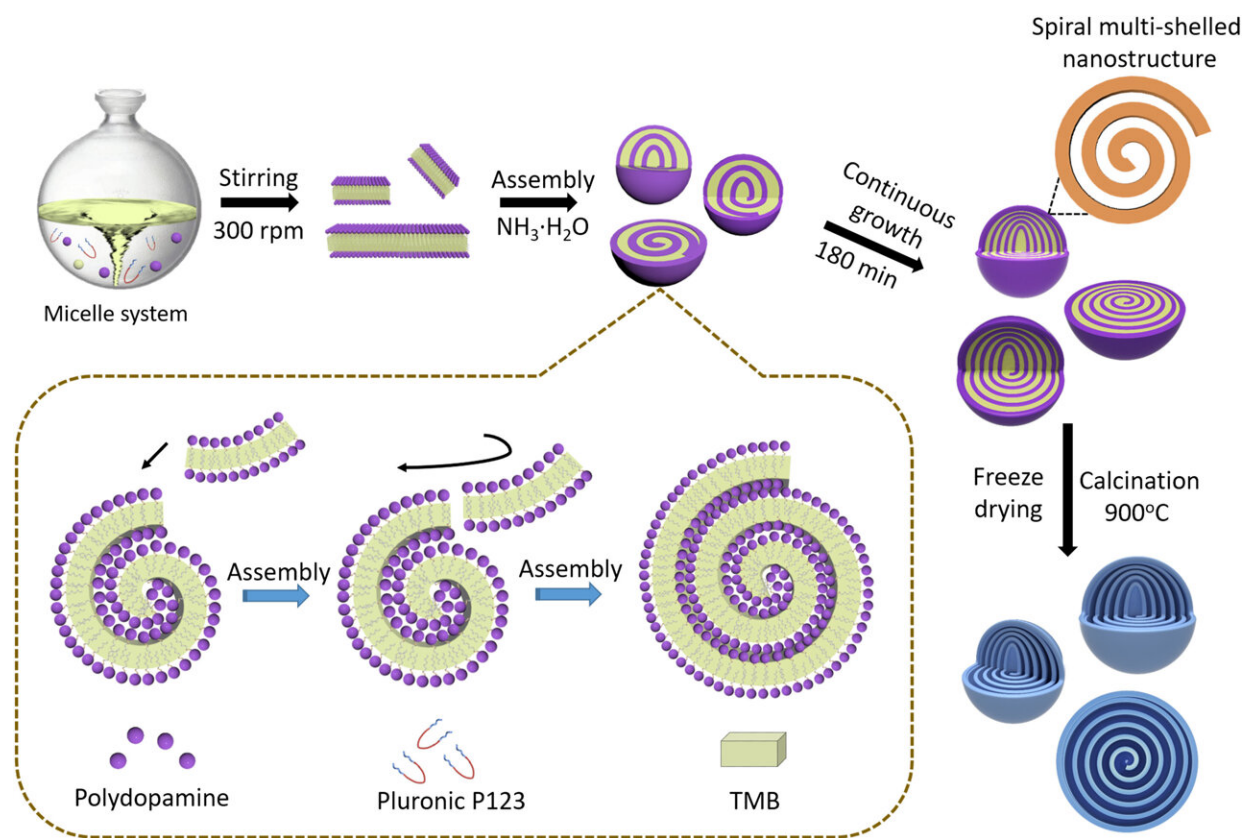 Spiral multi-shelled
nanostructure
Micelle system
Stirring
300 rpm
Assembly
NH₃·H₂O
Continuous
growth
180 min
Freeze
drying
Calcination
900°C
Assembly
Assembly
Polydopamine
Pluronic P123
TMB